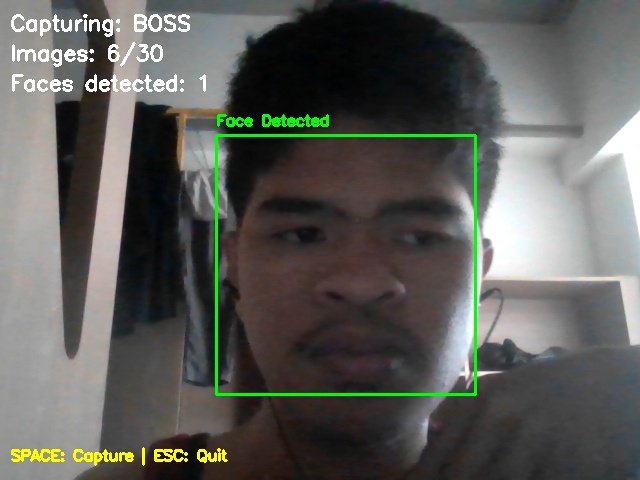 Capturing: BOSS
Images: 6/30
Faces detected: 1
Face Detected
SPACE: Capture | ESC: Quit